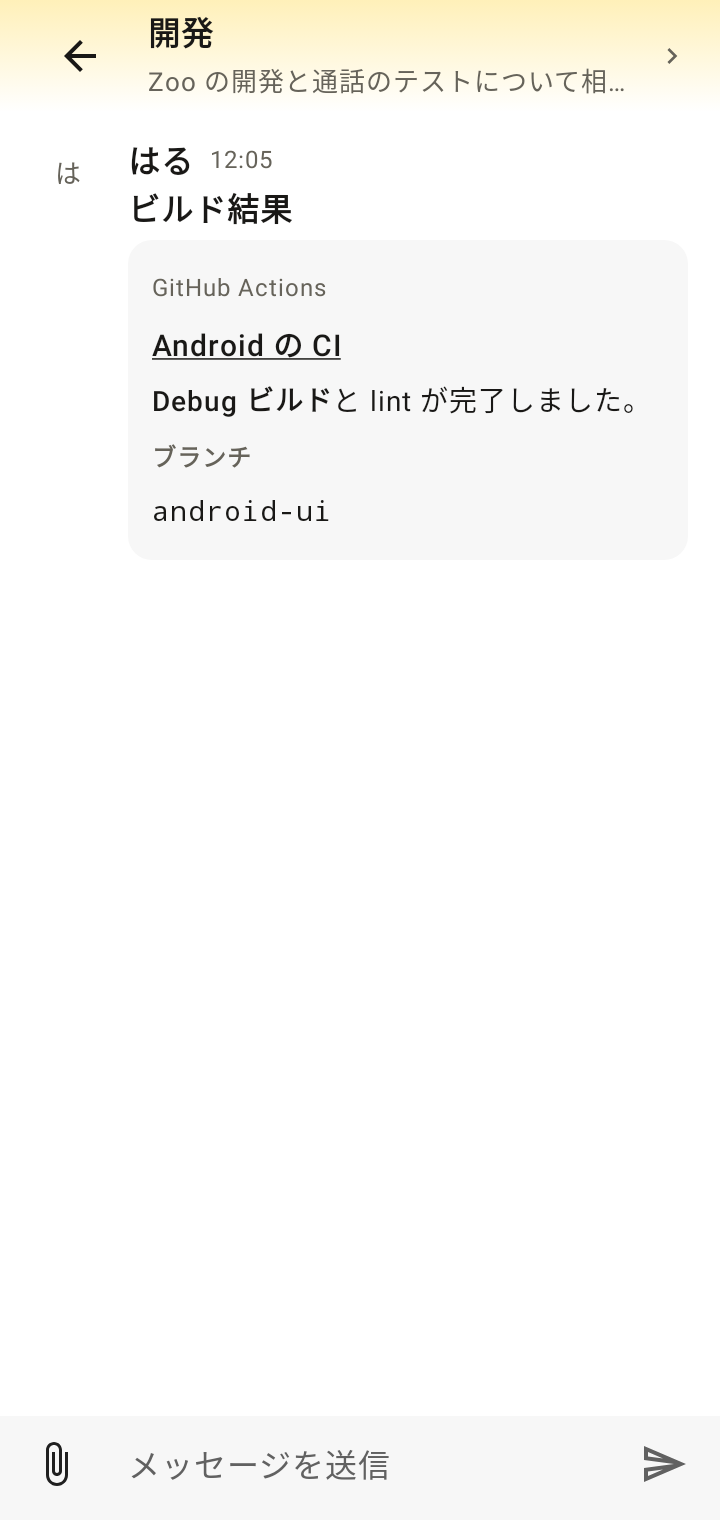 開発
Zoo の開発と通話のテストについて相…
は
はる 12:05
ビルド結果
GitHub Actions
Android の CI
Debug ビルドと lint が完了しました。
ブランチ
android-ui
メッセージを送信